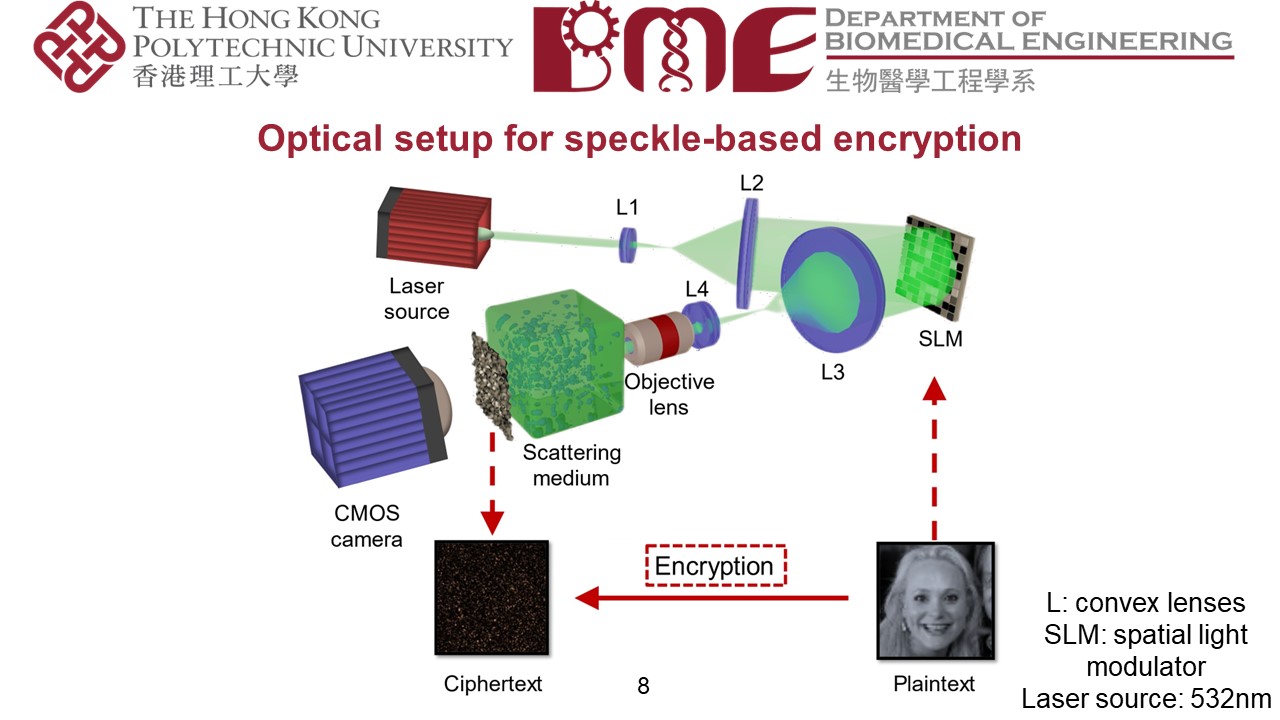 THE HONG KONG
POLYTECHNIC UNIVERSITY
香港理工大學
BME
DEPARTMENT OF
BIOMEDICAL ENGINEERING
生物醫學工程學系
Optical setup for speckle-based encryption
L1
L2
Laser
source
L4
SLM
L3
Objective
lens
Scattering
medium
CMOS
camera
Encryption
Ciphertext
8
Plaintext
L: convex lenses
SLM: spatial light
modulator
Laser source: 532nm